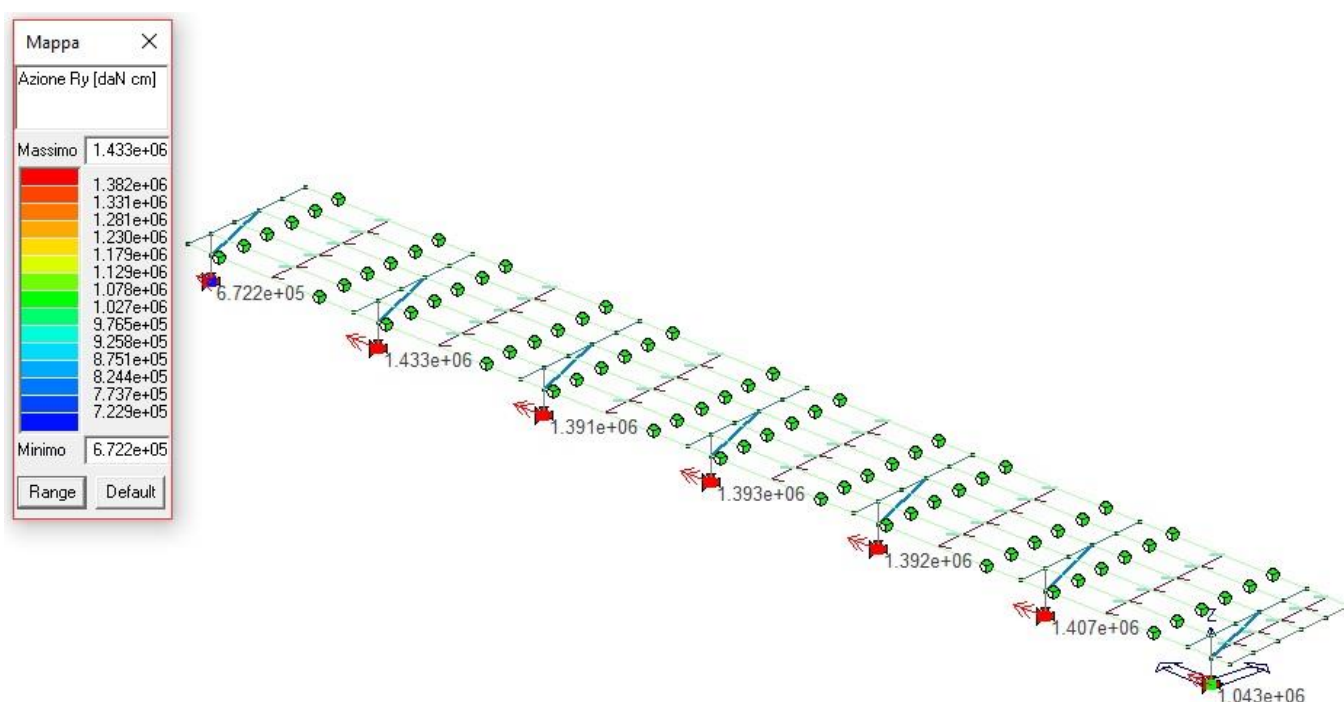 Mappa
Azione Ry [daN cm]
Massimo 1.433e+06
1.382e+06
1.331e+06
1.281e+06
1.230e+06
1.179e+06
1.129e+06
1.078e+06
1.027e+06
9.765e+05
9.258e+05
8.751e+05
8.244e+05
7.737e+05
7.229e+05
Minimo 6.722e+05
Range Default
6.722e+05
1.433e+06
1.391e+06
1.393e+06
1.392e+06
1.407e+06
Z
1.043e+06